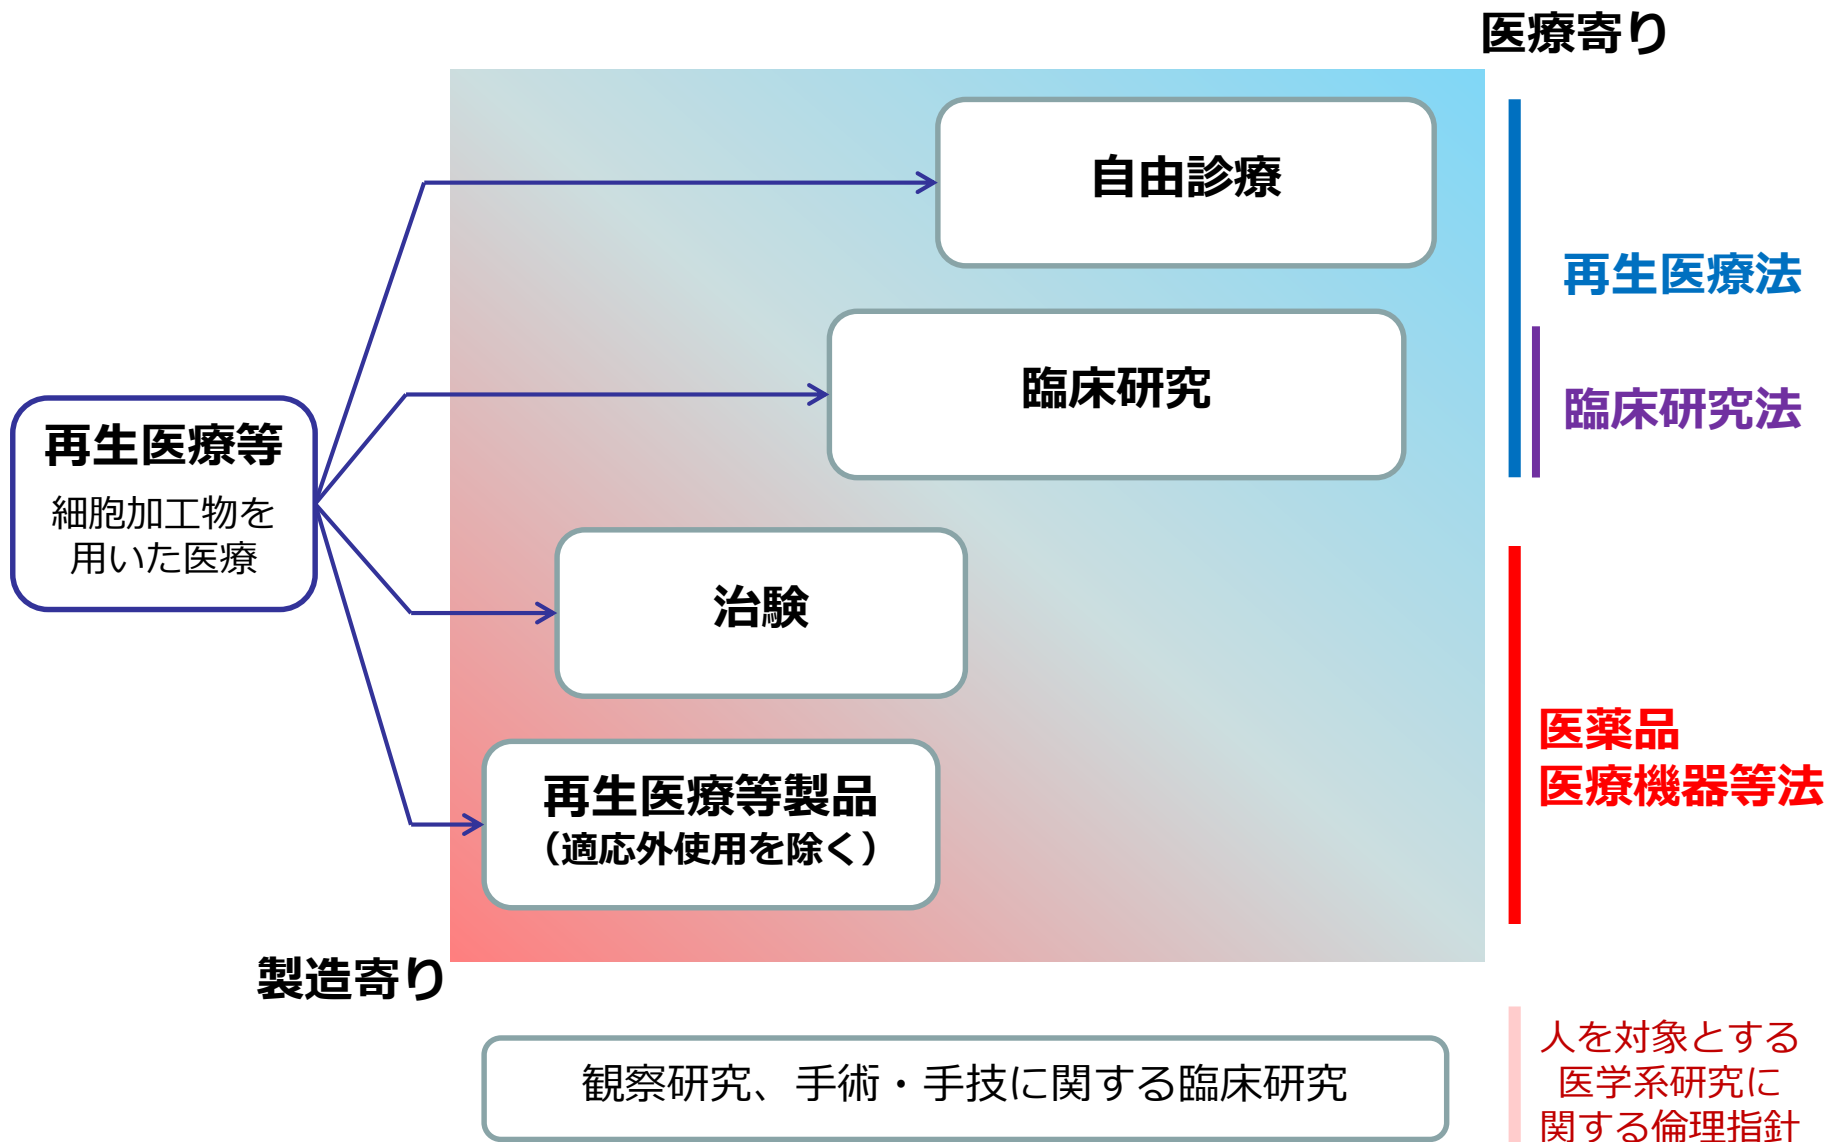 医療寄り
自由診療
再生医療法
臨床研究
臨床研究法
再生医療等
細胞加工物を
用いた医療
治験
医薬品
医療機器等法
再生医療等製品
（適応外使用を除く）
製造寄り
観察研究、手術・手技に関する臨床研究
人を対象とする
医学系研究に
関する倫理指針